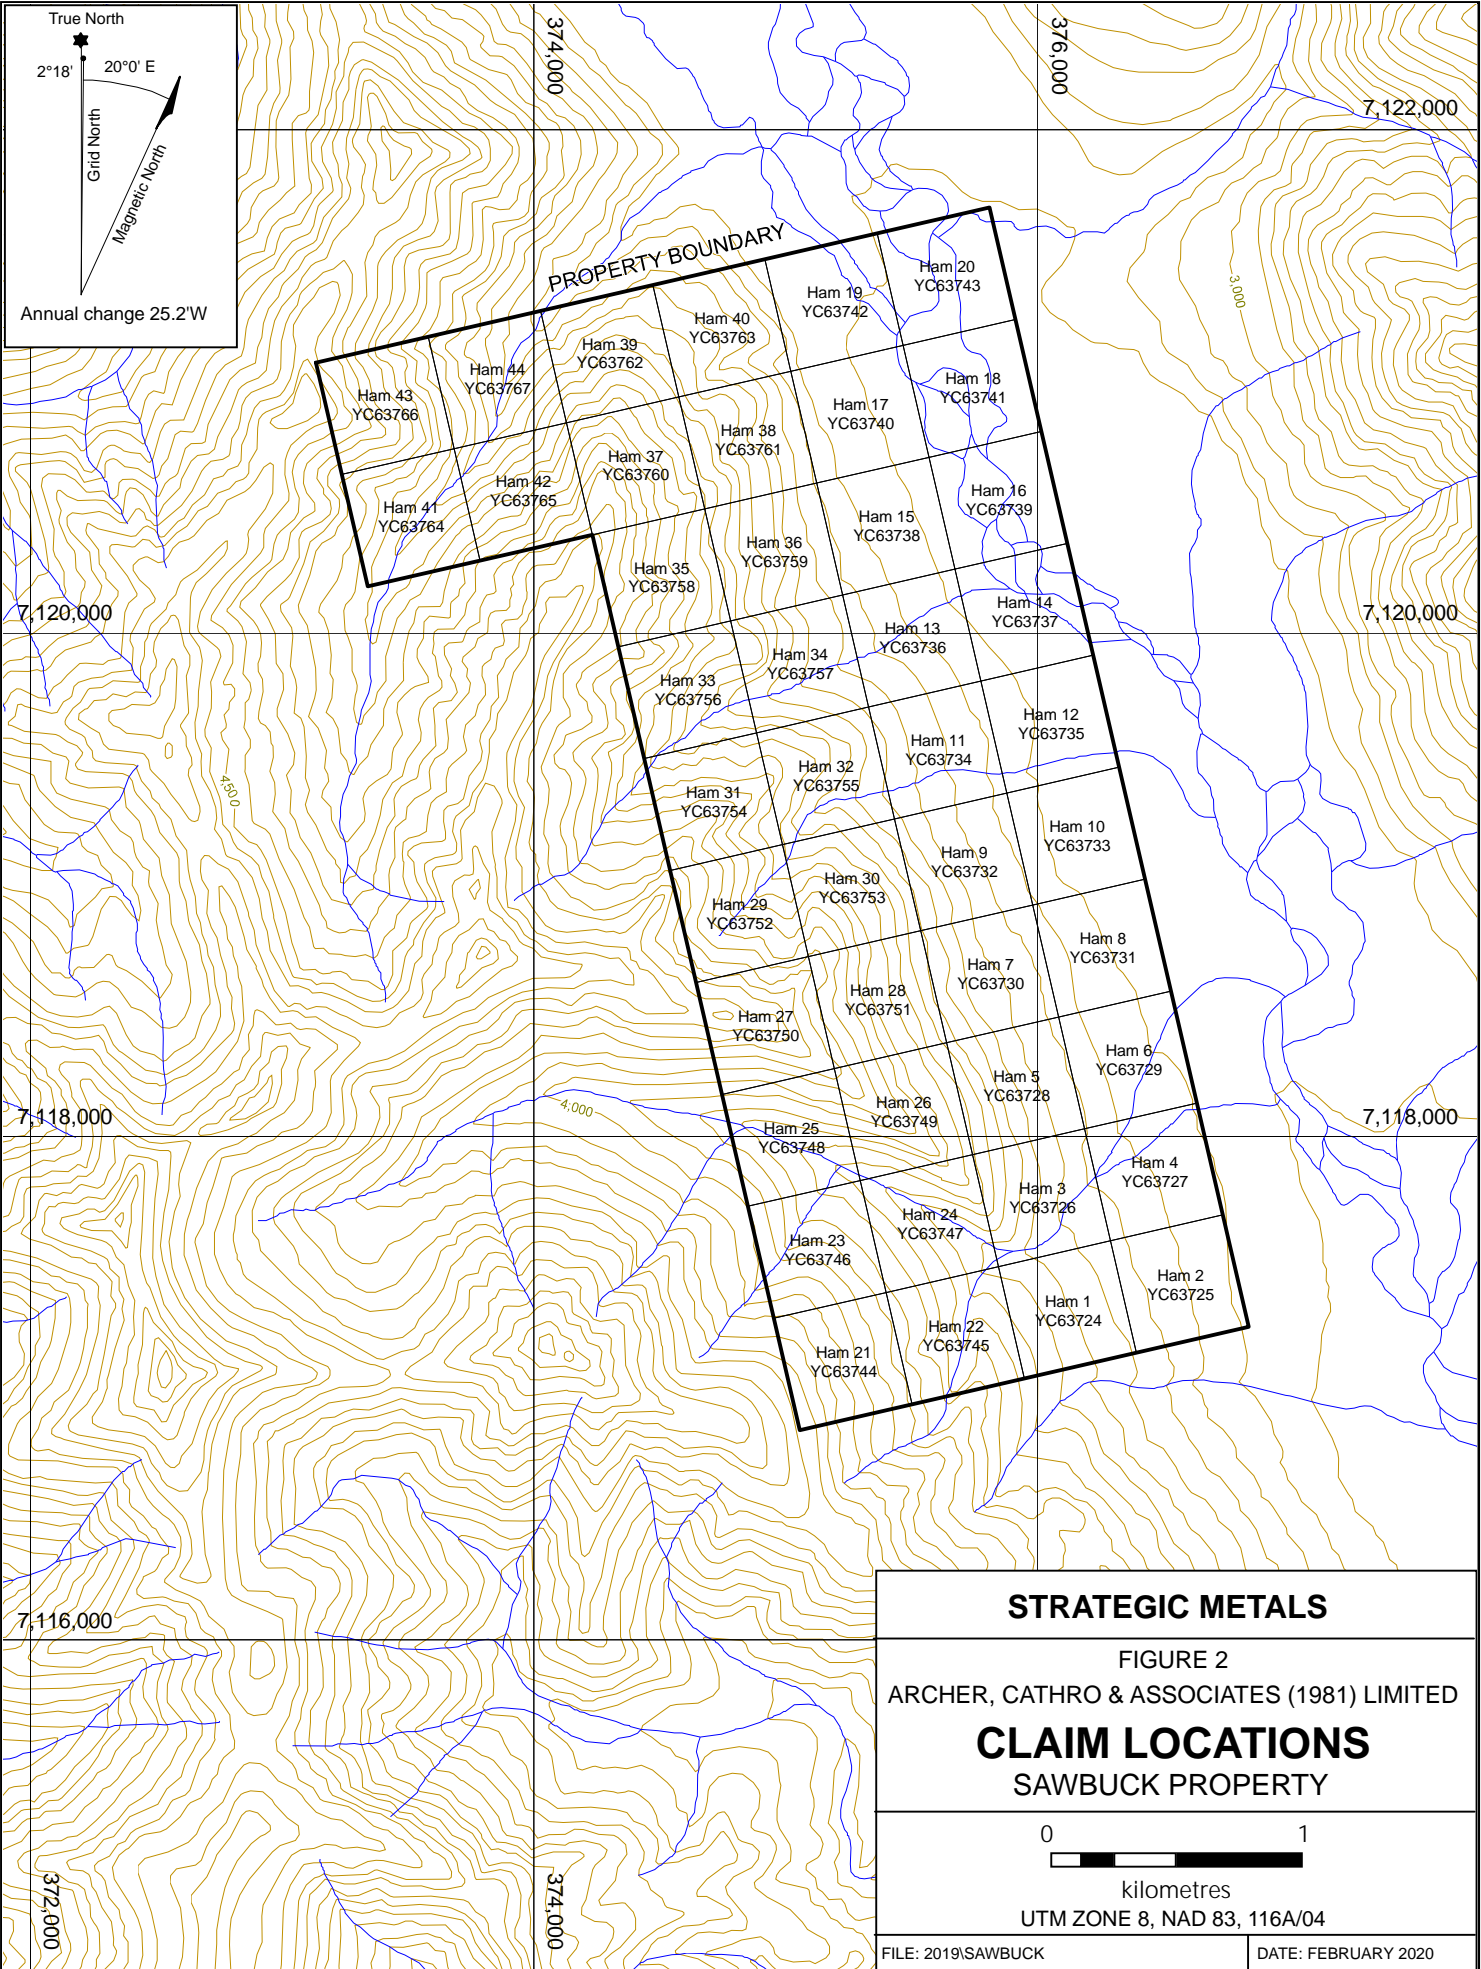 True North
2°18'
20°0' E
Grid North
Magnetic North
Annual change 25.2'W
374,000
376,000
7,122,000
3,000
PROPERTY BOUNDARY
Ham 20
YC63743
Ham 19
YC63742
Ham 40
YC63763
Ham 39
YC63762
Ham 44
YC63767
Ham 43
YC63766
Ham 18
YC63741
Ham 17
YC63740
Ham 38
YC63761
Ham 37
YC63760
Ham 42
YC63765
Ham 41
YC63764
Ham 16
YC63739
Ham 15
YC63738
Ham 36
YC63759
Ham 35
YC63758
7,120,000
7,120,000
Ham 14
YC63737
Ham 13
YC63736
Ham 34
YC63757
Ham 33
YC63756
Ham 12
YC63735
Ham 11
YC63734
Ham 32
YC63755
Ham 31
YC63754
4,500
Ham 10
YC63733
Ham 9
YC63732
Ham 30
YC63753
Ham 29
YC63752
Ham 8
YC63731
Ham 7
YC63730
Ham 28
YC63751
Ham 27
YC63750
Ham 6
YC63729
Ham 5
YC63728
Ham 26
YC63749
Ham 25
YC63748
4,000
7,118,000
7,118,000
Ham 4
YC63727
Ham 3
YC63726
Ham 24
YC63747
Ham 23
YC63746
Ham 2
YC63725
Ham 1
YC63724
Ham 22
YC63745
Ham 21
YC63744
7,116,000
372,000
374,000
STRATEGIC METALS
FIGURE 2
ARCHER, CATHRO & ASSOCIATES (1981) LIMITED
CLAIM LOCATIONS
SAWBUCK PROPERTY
0 1
kilometres
UTM ZONE 8, NAD 83, 116A/04
FILE: 2019\SAWBUCK
DATE: FEBRUARY 2020